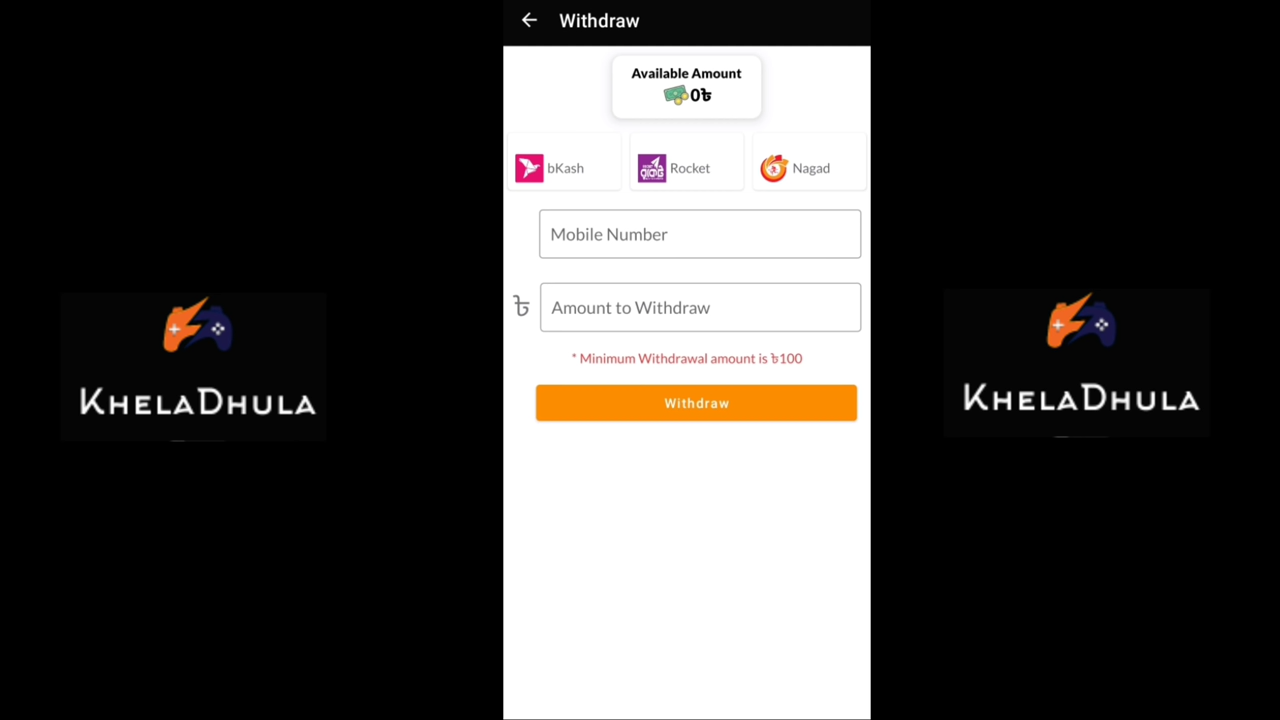 Withdraw
Available Amount
0৳
bKash
Rocket
Nagad
Mobile Number
৳
Amount to Withdraw
* Minimum Withdrawal amount is ৳100
Withdraw
KHELADHULA
KHELADHULA